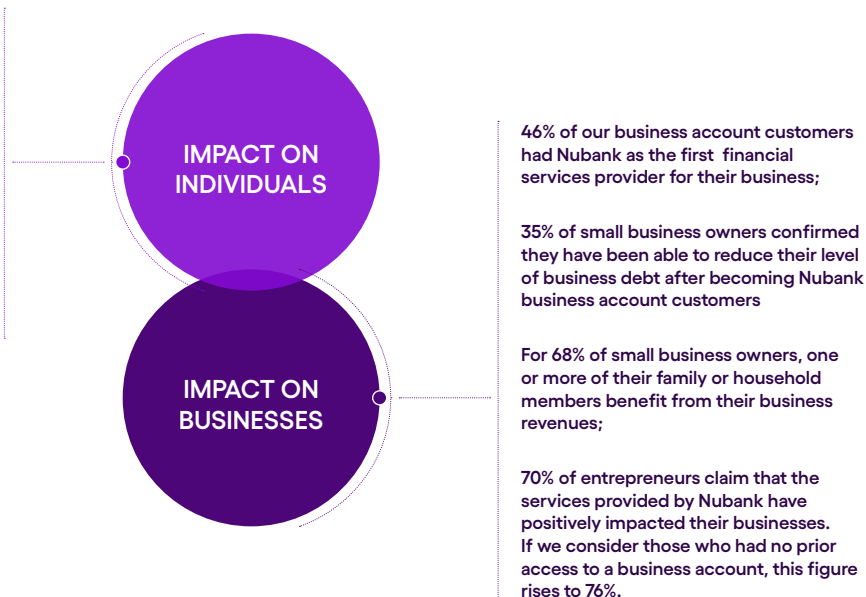 IMPACT ON
INDIVIDUALS
IMPACT ON
BUSINESSES
46% of our business account customers
had Nubank as the first financial
services provider for their business;
35% of small business owners confirmed
they have been able to reduce their level
of business debt after becoming Nubank
business account customers
For 68% of small business owners, one
or more of their family or household
members benefit from their business
revenues;
70% of entrepreneurs claim that the
services provided by Nubank have
positively impacted their businesses.
If we consider those who had no prior
access to a business account, this figure
rises to 76%.